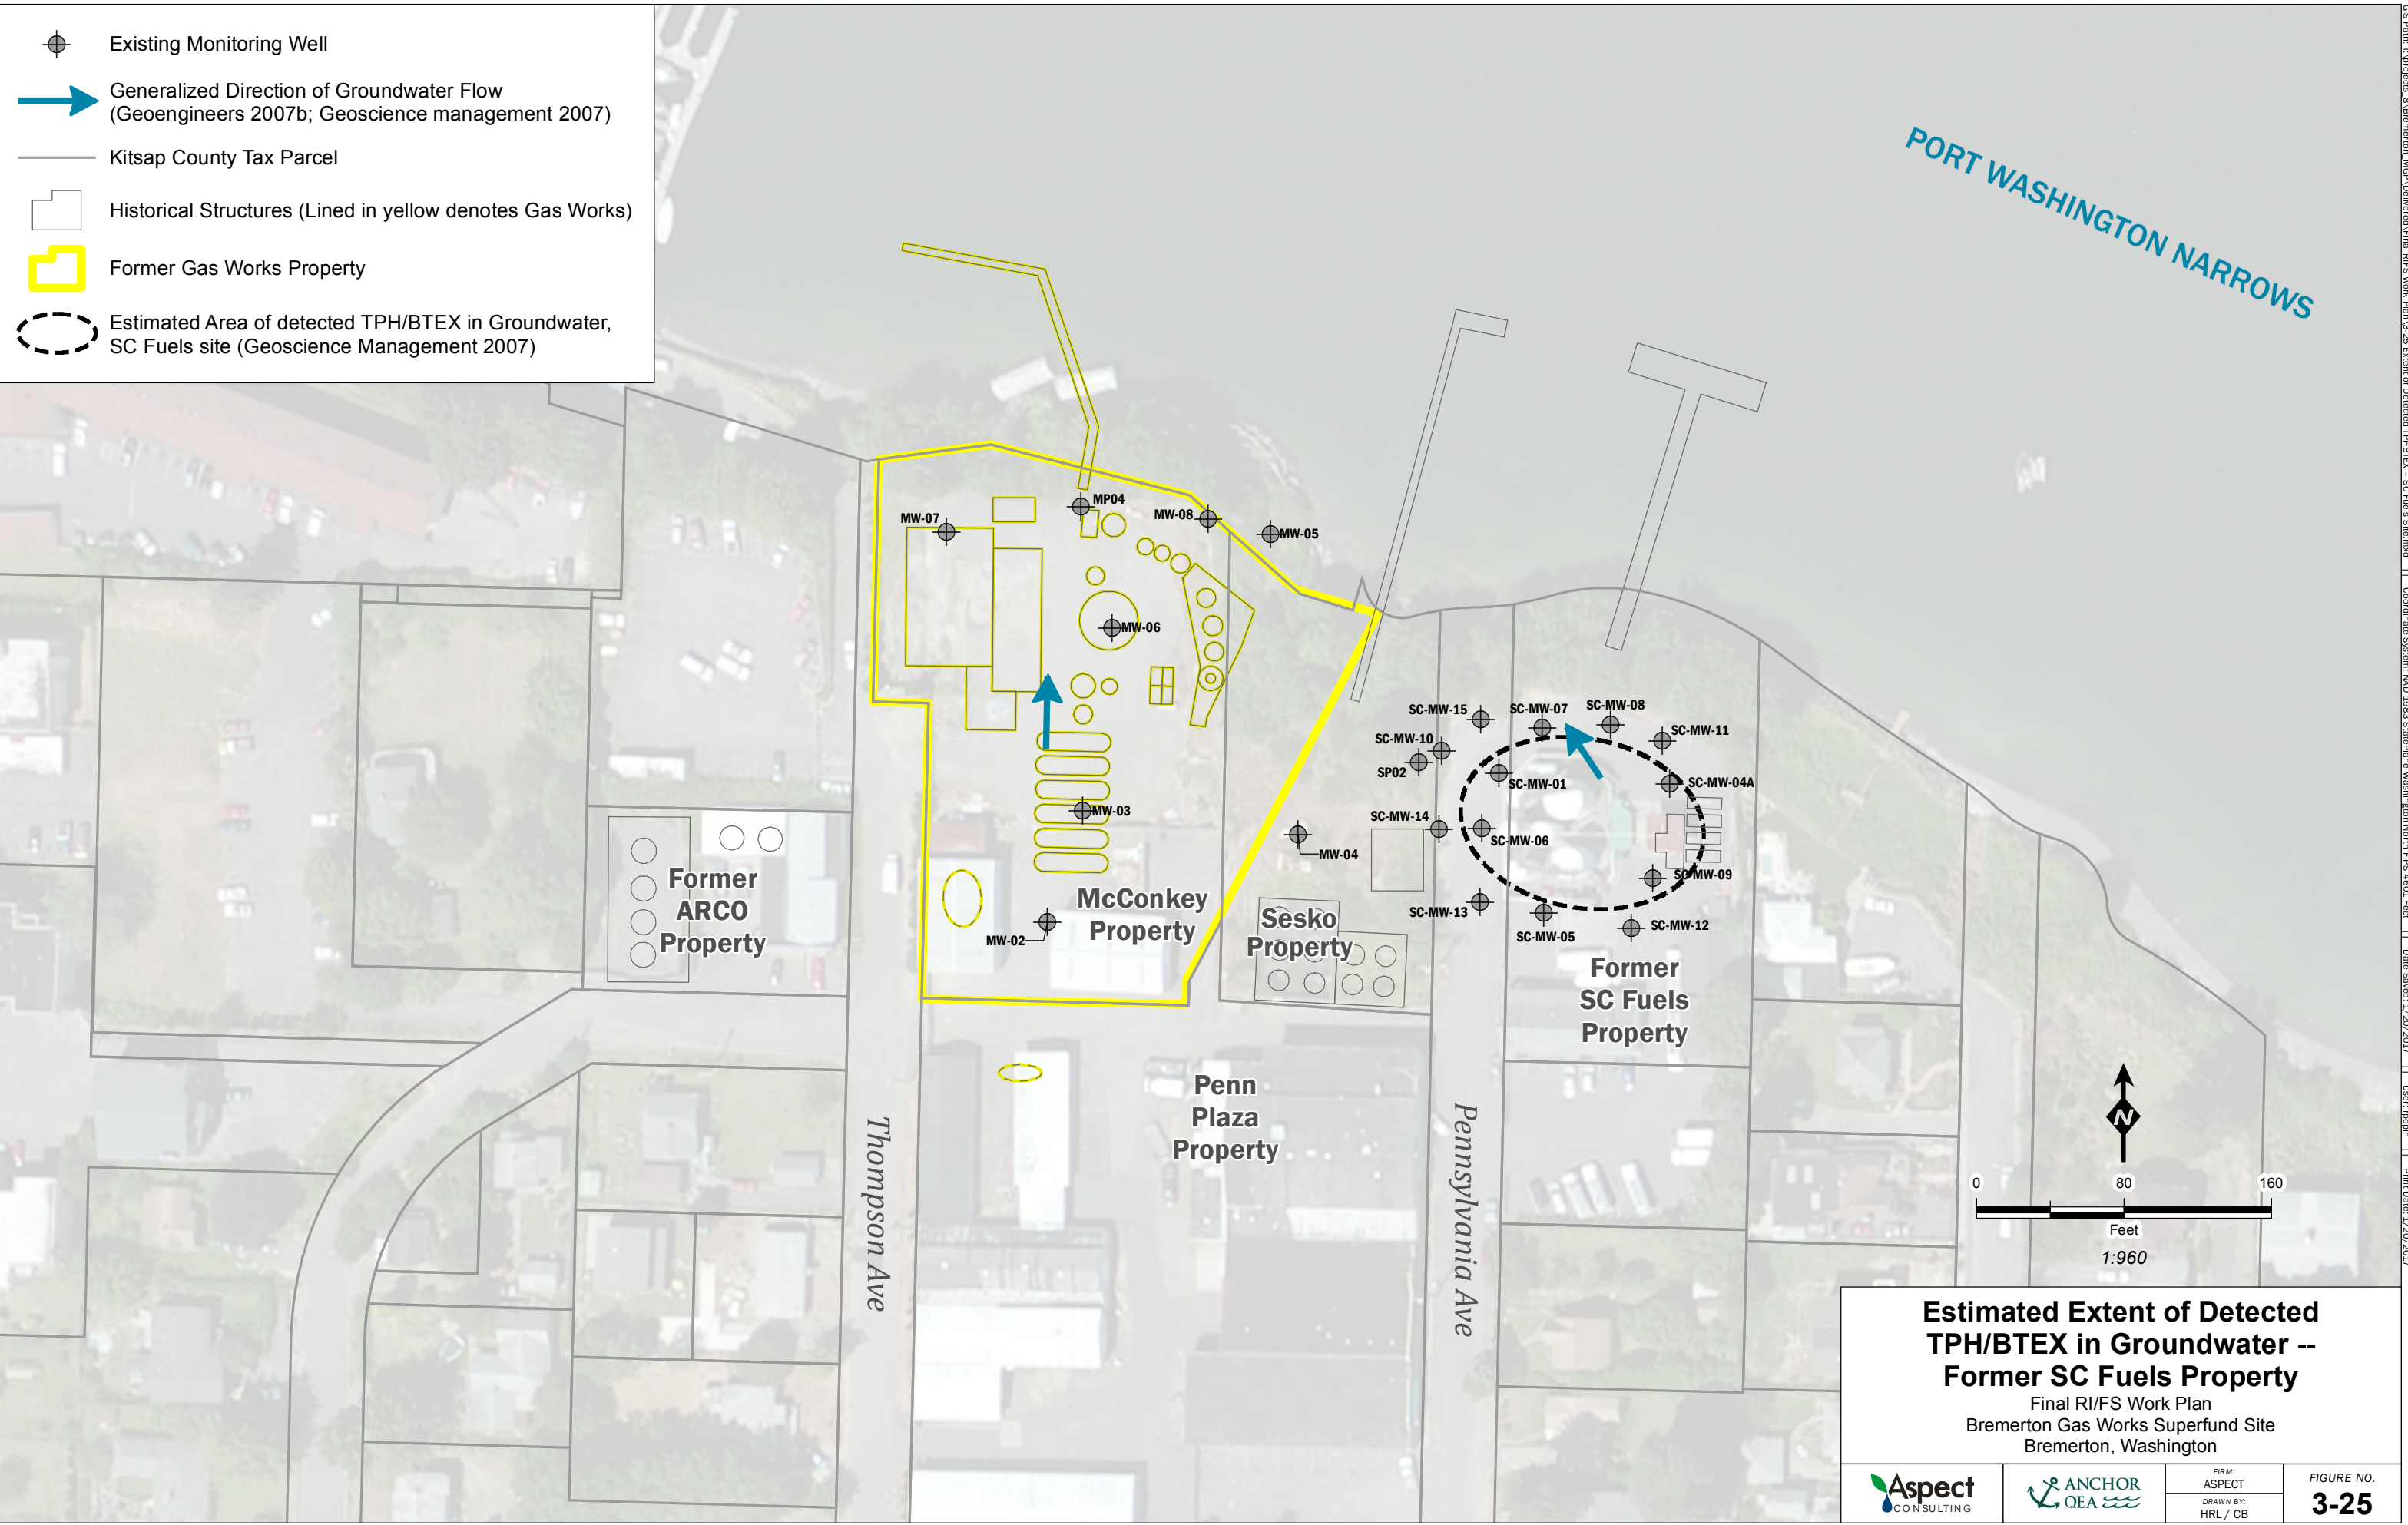 Existing Monitoring Well
Generalized Direction of Groundwater Flow
(Geoengineers 2007b; Geoscience management 2007)
Kitsap County Tax Parcel
Historical Structures (Lined in yellow denotes Gas Works)
Former Gas Works Property
Estimated Area of detected TPH/BTEX in Groundwater,
SC Fuels site (Geoscience Management 2007)
PORT WASHINGTON NARROWS
MP04
MW-07
MW-08
MW-05
MW-06
MW-03
MW-02
MW-04
SC-MW-15
SC-MW-07
SC-MW-08
SC-MW-11
SC-MW-10
SP02
SC-MW-01
SC-MW-04A
SC-MW-14
SC-MW-06
SC-MW-09
SC-MW-13
SC-MW-05
SC-MW-12
Former
ARCO
Property
McConkey
Property
Sesko
Property
Former
SC Fuels
Property
Penn
Plaza
Property
Thompson Ave
Pennsylvania Ave
N
0 80 160
Feet
1:960
Estimated Extent of Detected
TPH/BTEX in Groundwater --
Former SC Fuels Property
Final RI/FS Work Plan
Bremerton Gas Works Superfund Site
Bremerton, Washington
Aspect
CONSULTING
ANCHOR
QEA
FIRM:
ASPECT
DRAWN BY:
HRL / CB
FIGURE NO.
3-25